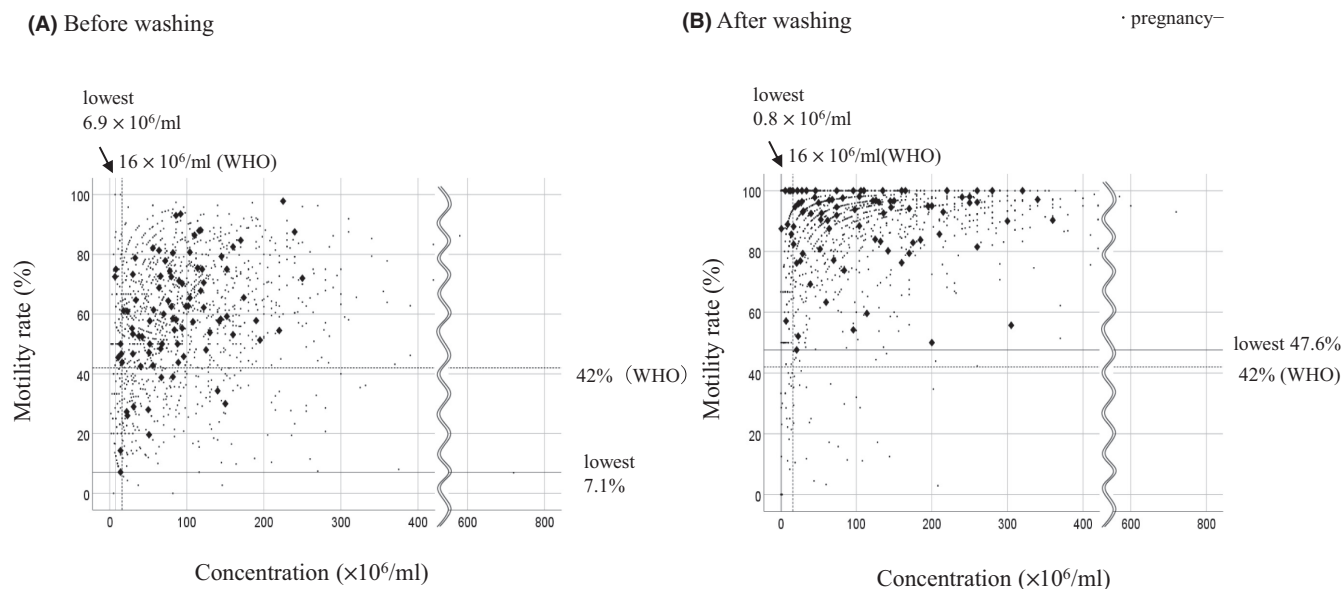 (A) Before washing
lowest
6.9 × 10⁶/ml
16 × 10⁶/ml (WHO)
100
80
60
40
20
0
Motility rate (%)
42% (WHO)
lowest
7.1%
0 100 200 300 400 600 800
Concentration (×10⁶/ml)
(B) After washing
· pregnancy−
lowest
0.8 × 10⁶/ml
16 × 10⁶/ml(WHO)
100
80
60
40
20
0
Motility rate (%)
lowest 47.6%
42% (WHO)
0 100 200 300 400 600 800
Concentration (×10⁶/ml)